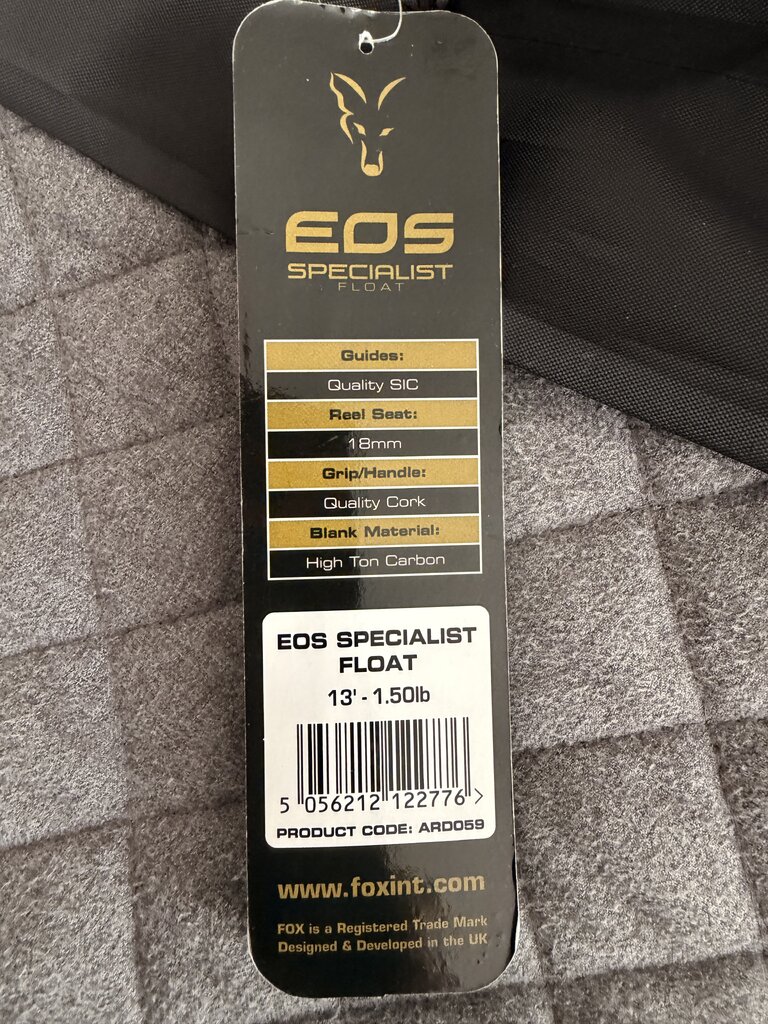 EOS
SPECIALIST
FLOAT
Guides:
Quality SIC
Reel Seat:
18mm
Grip/Handle:
Quality Cork
Blank Material:
High Ton Carbon
EOS SPECIALIST
FLOAT
13' - 1.50lb
5 056212 122776 >
PRODUCT CODE: ARD059
www.foxint.com
FOX is a Registered Trade Mark
Designed & Developed in the UK